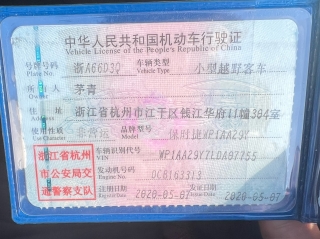 中华人民共和国机动车行驶证
Vehicle License of the People's Republic of China
号牌号码 浙A66D3Q 车辆类型 小型越野客车
Plate No. Vehicle Type
所有人 茅青
Owner
住址 浙江省杭州市江干区钱江华府11幢304室
Address
使用性质 非营运 品牌型号 保时捷WP1AA29Y
Model
浙江省杭州 车辆识别代号 WP1AA29Y7LDA07755
VIN
市公安局交 发动机号码
Engine No.
通警察支队 注册日期 2020-05-07 发证日期 2020-05-07
Issue Date